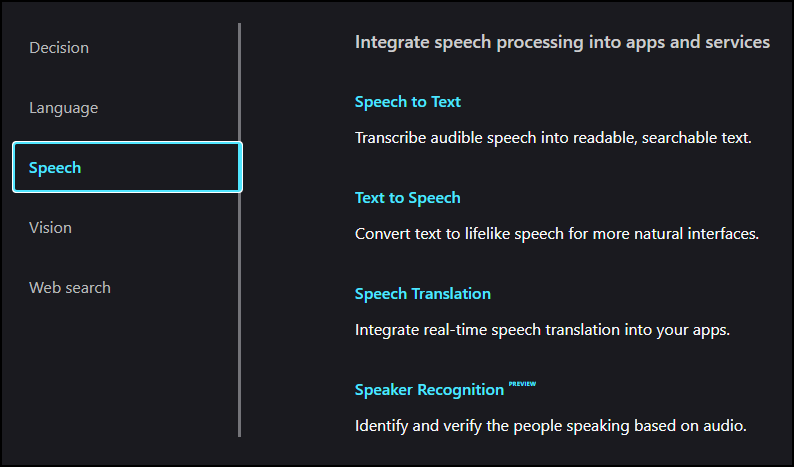 Decision
Language
Speech
Vision
Web search
Integrate speech processing into apps and services
Speech to Text
Transcribe audible speech into readable, searchable text.
Text to Speech
Convert text to lifelike speech for more natural interfaces.
Speech Translation
Integrate real-time speech translation into your apps.
Speaker Recognition PREVIEW
Identify and verify the people speaking based on audio.